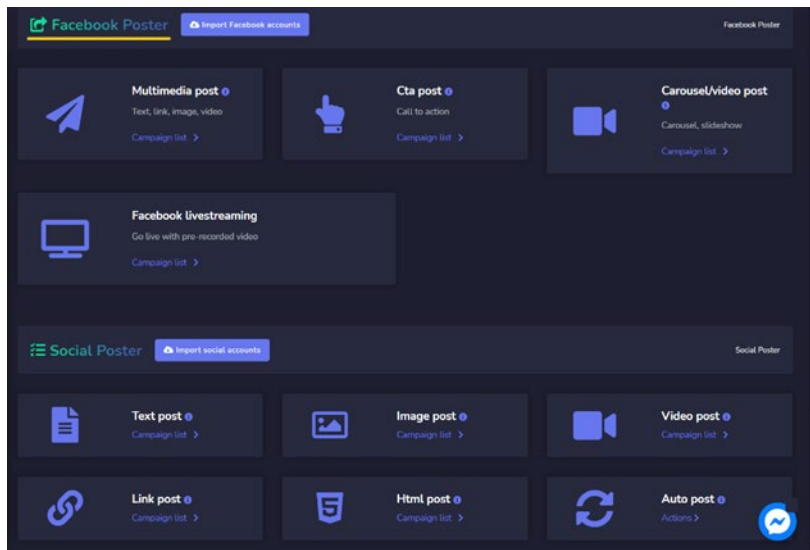 Facebook Poster
Import Facebook accounts
Facebook Poster
Multimedia post
Text, link, image, video
Campaign list
Cta post
Call to action
Campaign list
Carousel/video post
Carousel, slideshow
Campaign list
Facebook livestreaming
Go live with pre-recorded video
Campaign list
Social Poster
Import social accounts
Social Poster
Text post
Campaign list
Image post
Campaign list
Video post
Campaign list
Link post
Campaign list
Html post
Campaign list
Auto post
Actions